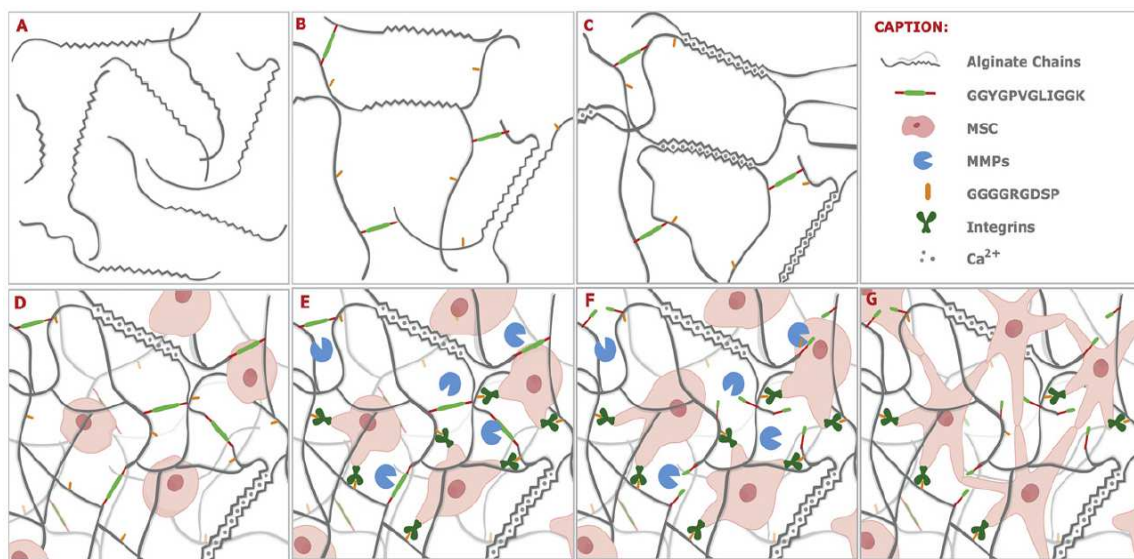 A
B
C
CAPTION:
Alginate Chains
GGYGPVGLIGGK
MSC
MMPs
GGGGRGDSP
Integrins
Ca²⁺
D
E
F
G